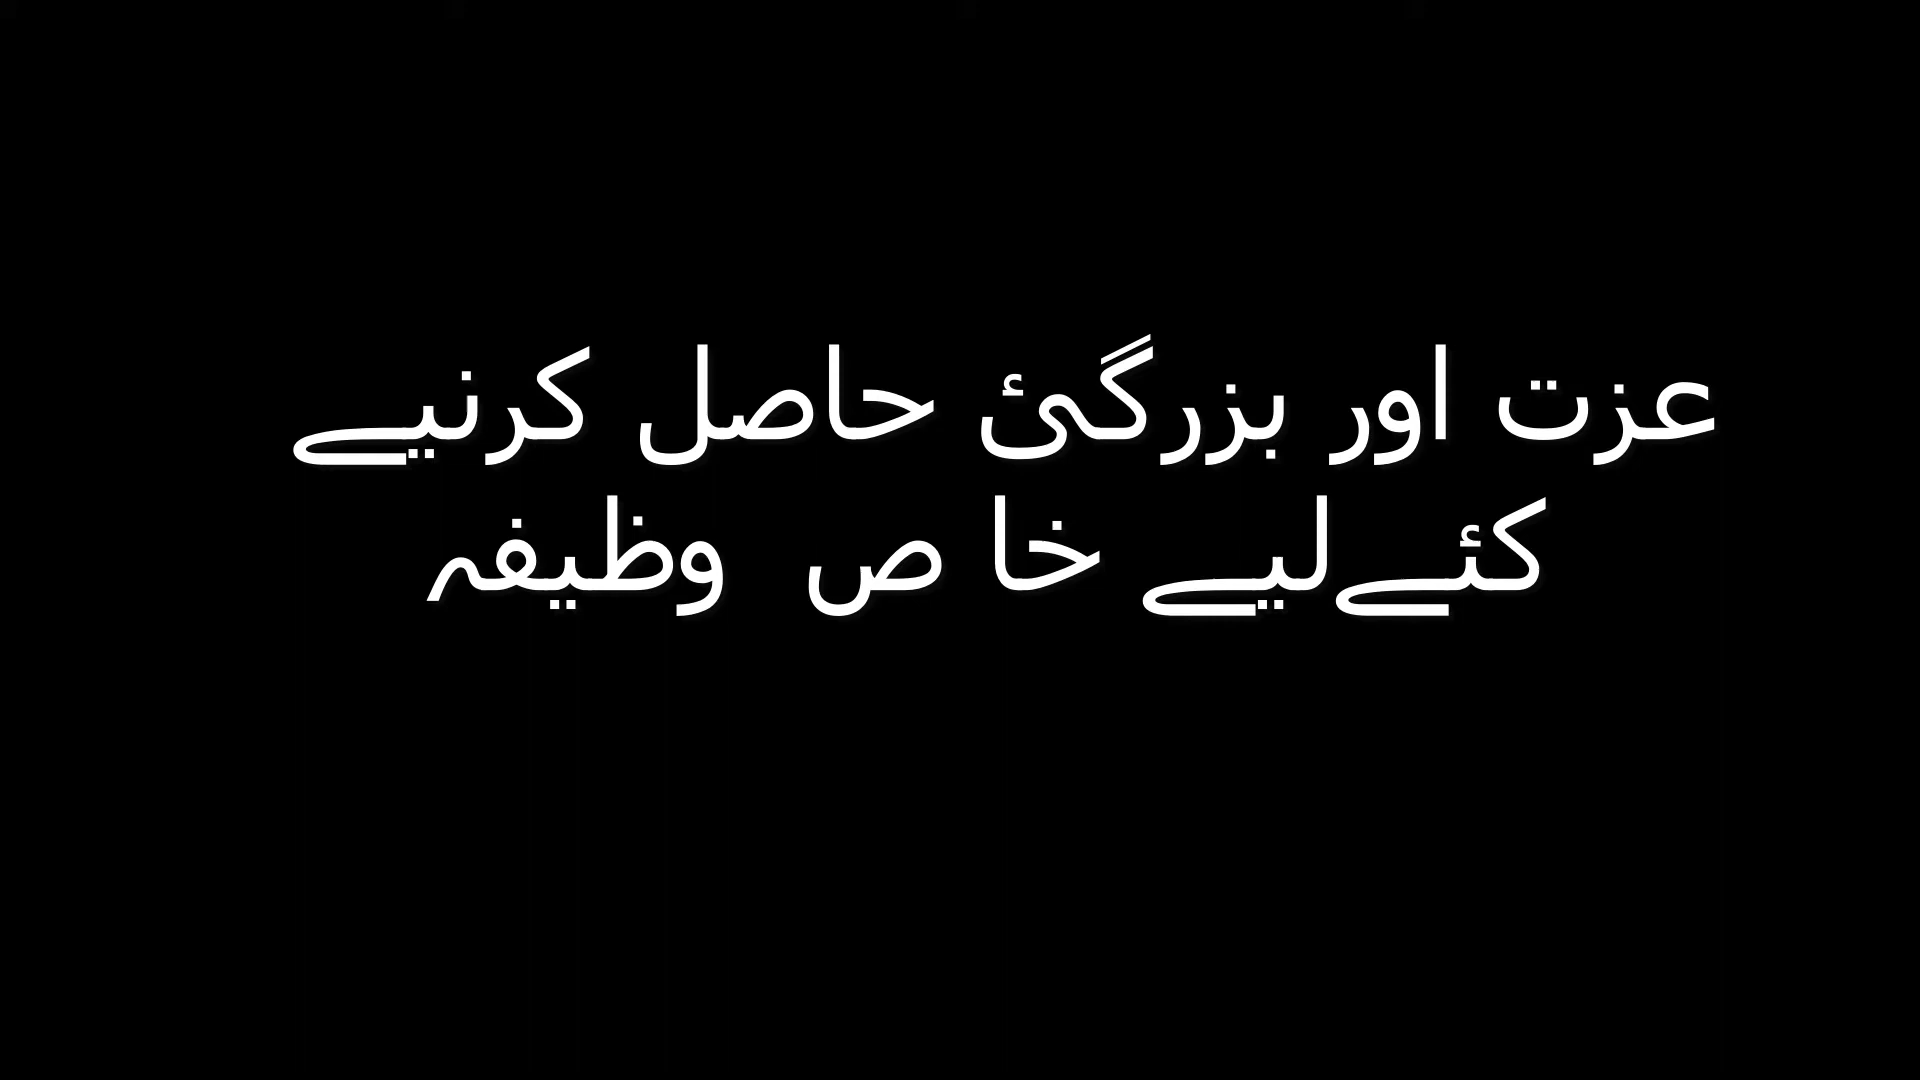 عزت اور بزرگئ حاصل کرنیے
کئےلیے خا ص وظیفہ